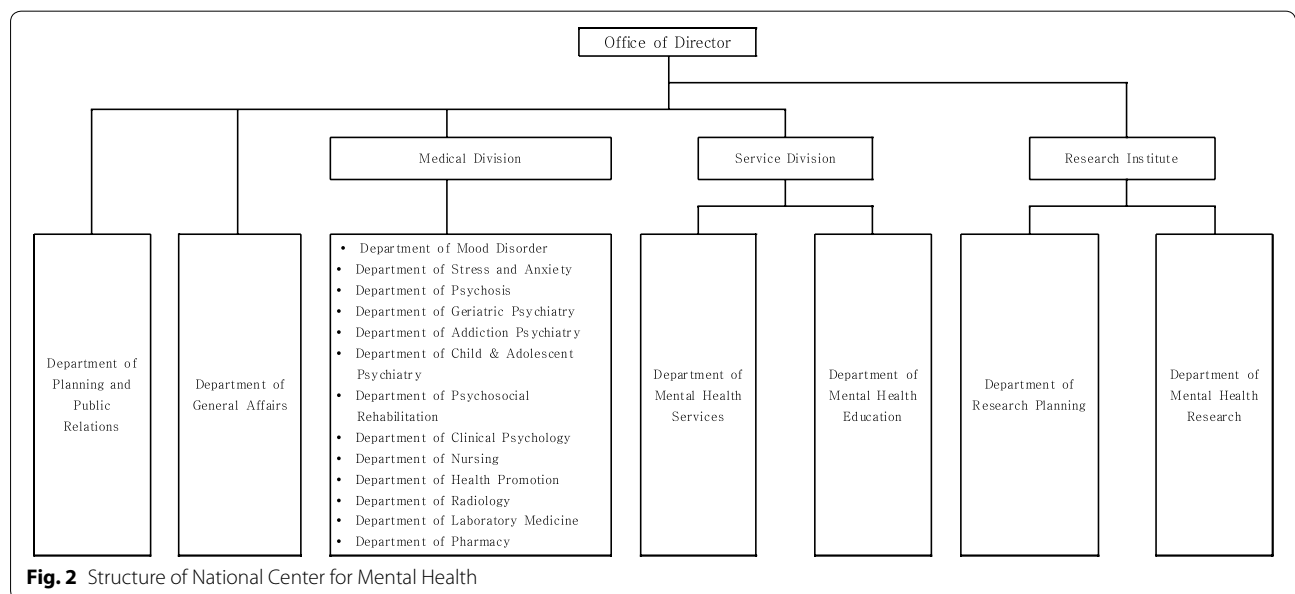 Office of Director
Medical Division
Service Division
Research Institute
Department of
Planning and
Public
Relations
Department of
General Affairs
• Department of Mood Disorder
• Department of Stress and Anxiety
• Department of Psychosis
• Department of Geriatric Psychiatry
• Department of Addiction Psychiatry
• Department of Child & Adolescent
Psychiatry
• Department of Psychosocial
Rehabilitation
• Department of Clinical Psychology
• Department of Nursing
• Department of Health Promotion
• Department of Radiology
• Department of Laboratory Medicine
• Department of Pharmacy
Department of
Mental Health
Services
Department of
Mental Health
Education
Department of
Research Planning
Department of
Mental Health
Research
Fig. 2 Structure of National Center for Mental Health